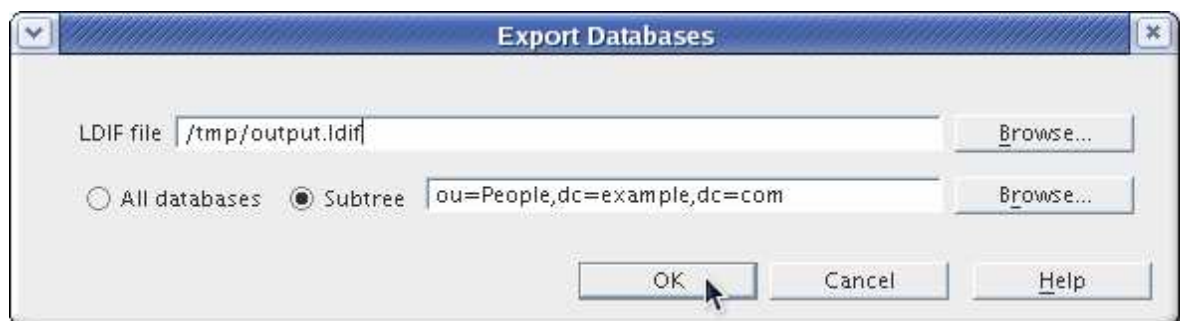 Export Databases
LDIF file /tmp/output.ldif Browse...
All databases Subtree ou=People,dc=example,dc=com Browse...
OK Cancel Help